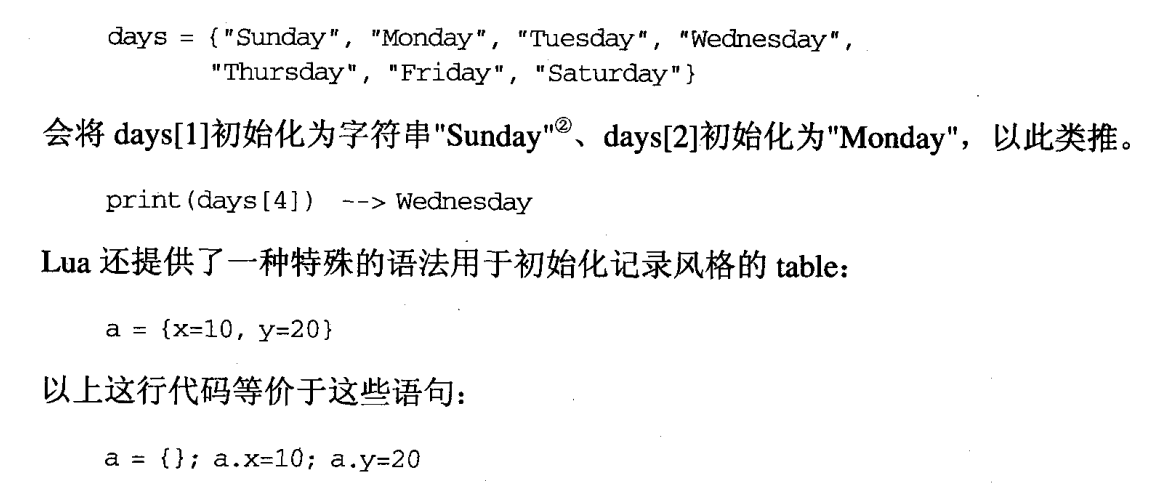 days = {"Sunday", "Monday", "Tuesday", "Wednesday",
"Thursday", "Friday", "Saturday"}
会将 days[1]初始化为字符串"Sunday"②、days[2]初始化为"Monday"，以此类推。
print(days[4]) --> Wednesday
Lua 还提供了一种特殊的语法用于初始化记录风格的 table：
a = {x=10, y=20}
以上这行代码等价于这些语句：
a = {}; a.x=10; a.y=20